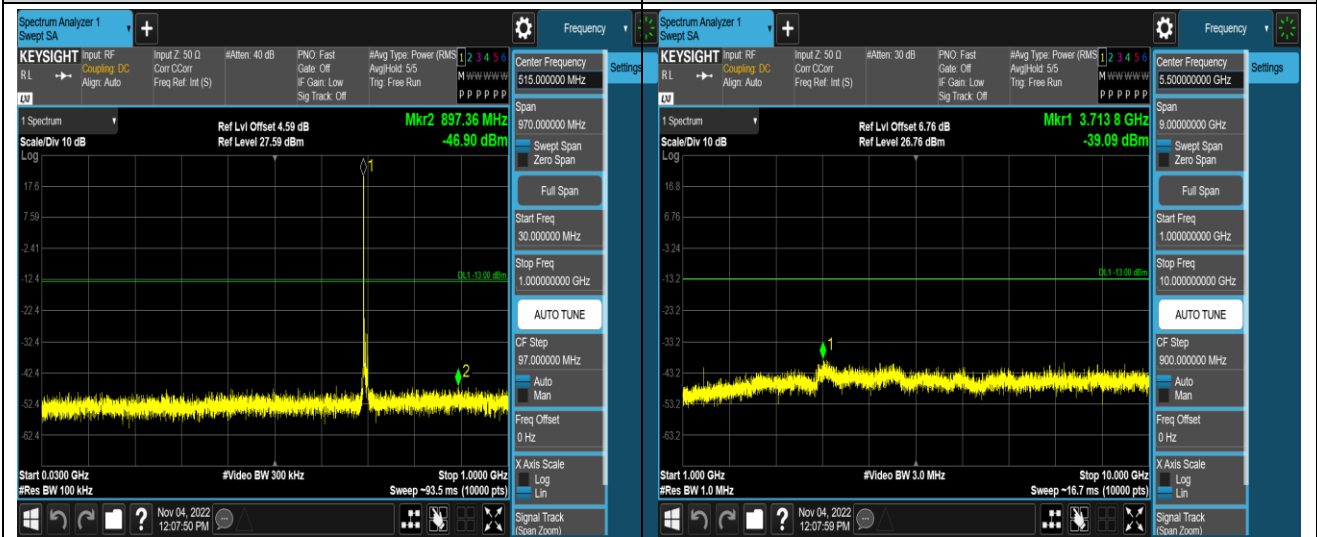 Spectrum Analyzer 1
Swept SA
+
Frequency
KEYSIGHT
RL
LXI
Input: RF
Coupling: DC
Align: Auto
Input Z: 50 Ω
Corr CCorr
Freq Ref: Int (S)
#Atten: 40 dB
PNO: Fast
Gate: Off
IF Gain: Low
Sig Track: Off
#Avg Type: Power (RMS
Avg|Hold: 5/5
Trig: Free Run
1 2 3 4 5 6
M W W W W W
P P P P P P
1 Spectrum
Scale/Div 10 dB
Log
Ref Lvl Offset 4.59 dB
Ref Level 27.59 dBm
Mkr2 897.36 MHz
-46.90 dBm
1
17.6
7.59
-2.41
-12.4
DL1 -13.00 dBm
-22.4
-32.4
-42.4
2
-52.4
-62.4
Start 0.0300 GHz
#Res BW 100 kHz
#Video BW 300 kHz
Stop 1.0000 GHz
Sweep ~93.5 ms (10000 pts)
?
Nov 04, 2022
12:07:50 PM
Center Frequency
515.000000 MHz
Settings
Span
970.000000 MHz
Swept Span
Zero Span
Full Span
Start Freq
30.000000 MHz
Stop Freq
1.000000000 GHz
AUTO TUNE
CF Step
97.000000 MHz
Auto
Man
Freq Offset
0 Hz
X Axis Scale
Log
Lin
Signal Track
(Span Zoom)
Spectrum Analyzer 1
Swept SA
+
Frequency
KEYSIGHT
RL
LXI
Input: RF
Coupling: DC
Align: Auto
Input Z: 50 Ω
Corr CCorr
Freq Ref: Int (S)
#Atten: 30 dB
PNO: Fast
Gate: Off
IF Gain: Low
Sig Track: Off
#Avg Type: Power (RMS
Avg|Hold: 5/5
Trig: Free Run
1 2 3 4 5 6
M W W W W W
P P P P P P
1 Spectrum
Scale/Div 10 dB
Log
Ref Lvl Offset 6.76 dB
Ref Level 26.76 dBm
Mkr1 3.713 8 GHz
-39.09 dBm
16.8
6.76
-3.24
-13.2
DL1 -13.00 dBm
-23.2
-33.2
1
-43.2
-53.2
-63.2
Start 1.000 GHz
#Res BW 1.0 MHz
#Video BW 3.0 MHz
Stop 10.000 GHz
Sweep ~16.7 ms (10000 pts)
?
Nov 04, 2022
12:07:59 PM
Center Frequency
5.500000000 GHz
Settings
Span
9.00000000 GHz
Swept Span
Zero Span
Full Span
Start Freq
1.000000000 GHz
Stop Freq
10.000000000 GHz
AUTO TUNE
CF Step
900.000000 MHz
Auto
Man
Freq Offset
0 Hz
X Axis Scale
Log
Lin
Signal Track
(Span Zoom)